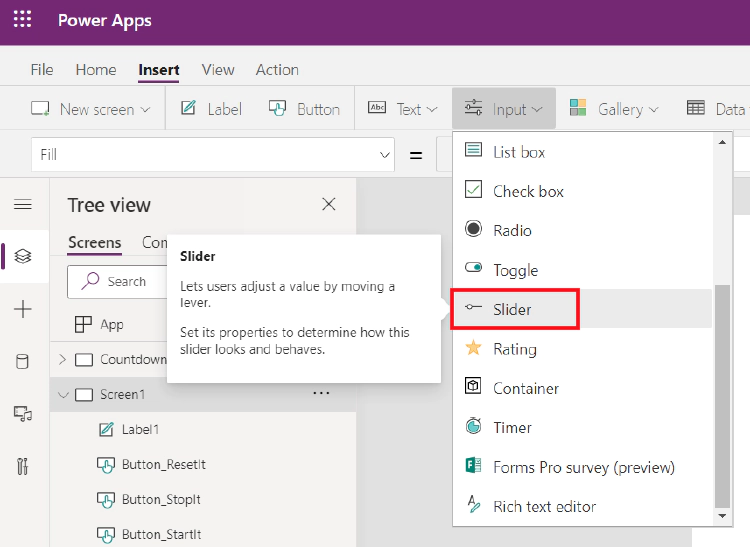 Power Apps
File Home Insert View Action
New screen Label Button Abc Text Input Gallery Data
Fill =
List box
Check box
Radio
Toggle
Slider
Rating
Container
Timer
Forms Pro survey (preview)
Rich text editor
Tree view
Screens
Search
App
Countdown
Screen1
Label1
Button_ResetIt
Button_StopIt
Button_StartIt
Slider
Lets users adjust a value by moving a
lever.
Set its properties to determine how this
slider looks and behaves.